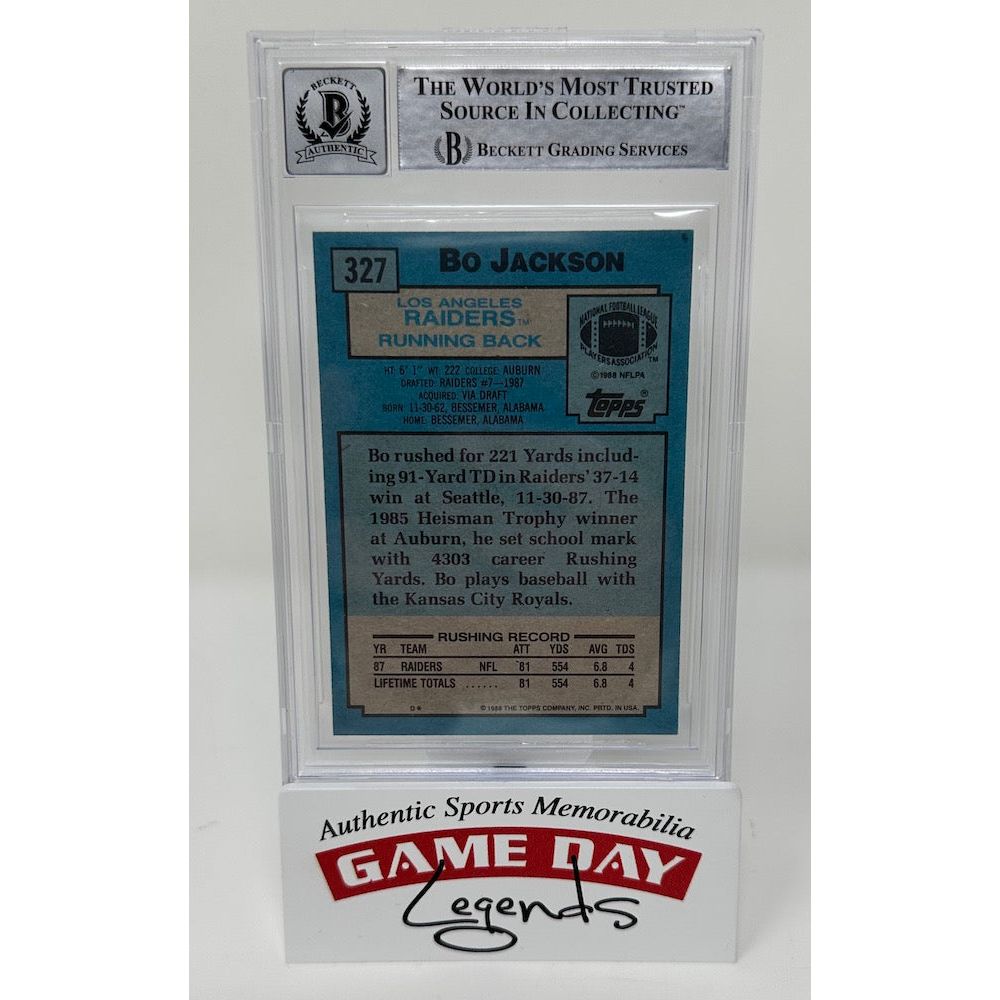 BECKETT
B
AUTHENTIC
THE WORLD'S MOST TRUSTED
SOURCE IN COLLECTING™
B BECKETT GRADING SERVICES
327
BO JACKSON
LOS ANGELES
RAIDERS™
RUNNING BACK
NATIONAL FOOTBALL LEAGUE
PLAYERS ASSOCIATION™
©1988 NFLPA
TOPPS®
HT: 6' 1" WT: 222 COLLEGE: AUBURN
DRAFTED: RAIDERS #7—1987
ACQUIRED: VIA DRAFT
BORN: 11-30-62, BESSEMER, ALABAMA
HOME: BESSEMER, ALABAMA
Bo rushed for 221 Yards includ-
ing 91-Yard TD in Raiders' 37-14
win at Seattle, 11-30-87. The
1985 Heisman Trophy winner
at Auburn, he set school mark
with 4303 career Rushing
Yards. Bo plays baseball with
the Kansas City Royals.
RUSHING RECORD
YR TEAM ATT YDS AVG TDS
87 RAIDERS NFL 81 554 6.8 4
LIFETIME TOTALS ...... 81 554 6.8 4
D* ©1988 THE TOPPS COMPANY, INC. PRTD. IN USA.
Authentic Sports Memorabilia
GAME DAY
Legends